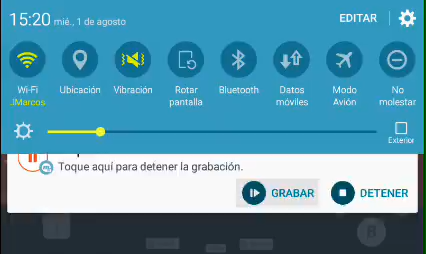 15:20 mié., 1 de agosto
EDITAR
Wi-Fi
JMarcos
Ubicación
Vibración
Rotar
pantalla
Bluetooth
Datos
móviles
Modo
Avión
No
molestar
Exterior
Toque aquí para detener la grabación.
GRABAR
DETENER
B